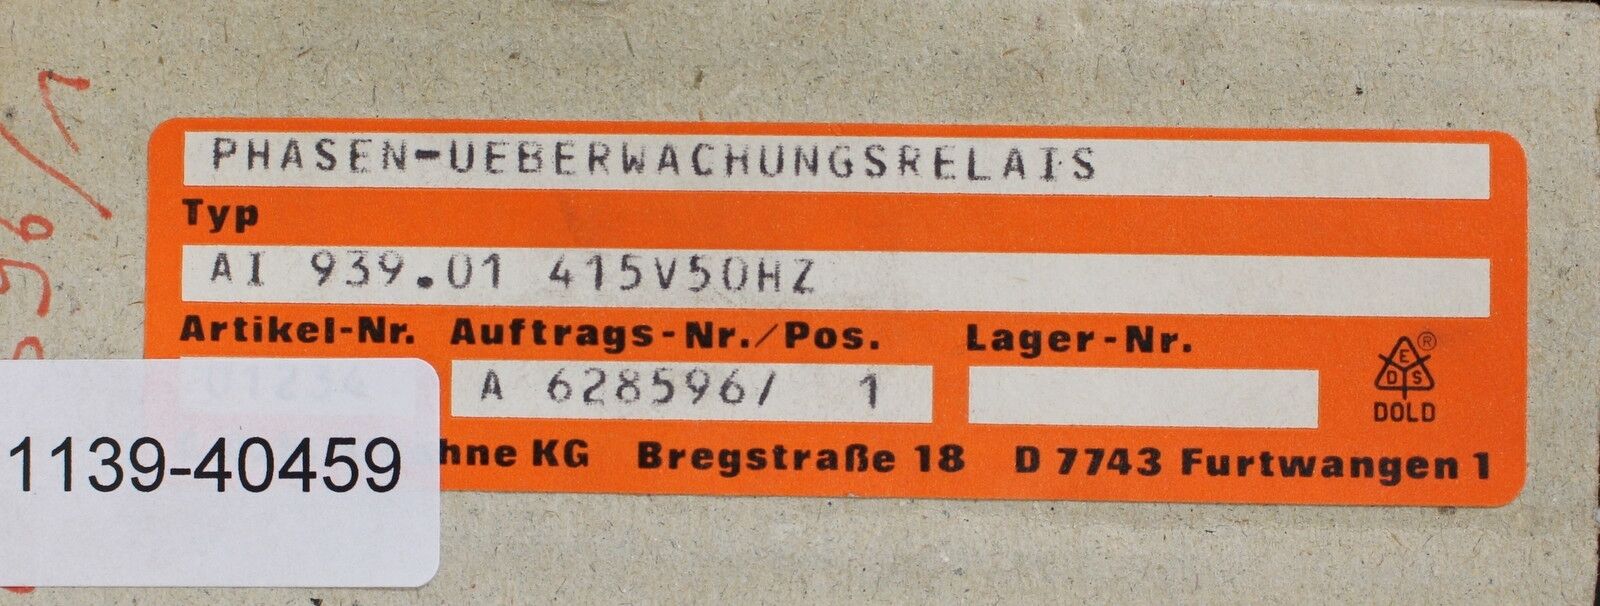 PHASEN-UEBERWACHUNGSRELAIS
Typ
AI 939.01 415V50HZ
Artikel-Nr. Auftrags-Nr./Pos. Lager-Nr.
A 628596/ 1
E
D S
®
DOLD
1139-40459
hne KG Bregstraße 18 D 7743 Furtwangen 1